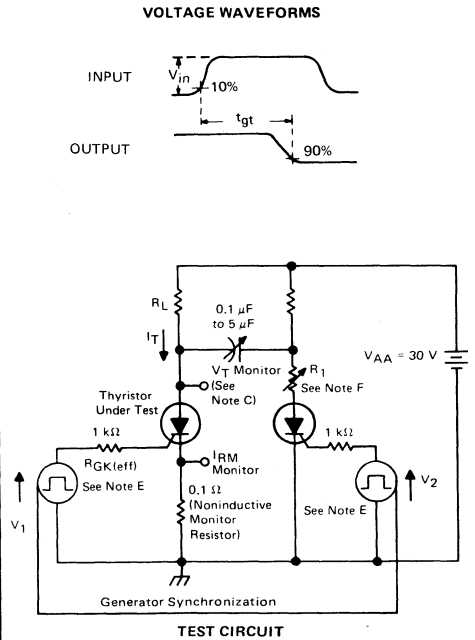 VOLTAGE WAVEFORMS
INPUT
Vin
10%
tgt
OUTPUT
90%
RL
0.1 μF
to 5 μF
IT
VAA = 30 V
VT Monitor
(See
Note C)
R1
See Note F
Thyristor
Under Test
1 kΩ
1 kΩ
IRM
Monitor
RGK(eff)
See Note E
V1
0.1 Ω
(Noninductive
Monitor
Resistor)
See Note E
V2
Generator Synchronization
TEST CIRCUIT